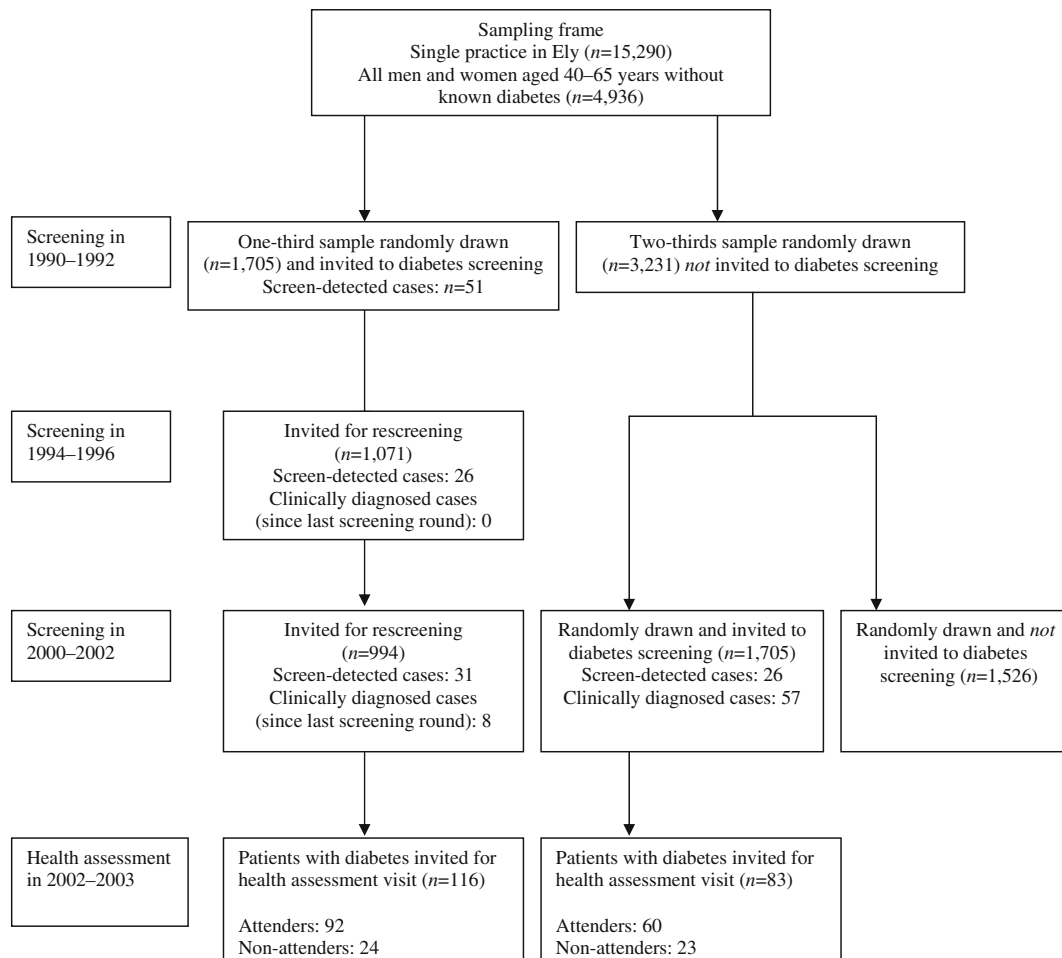 Sampling frame
Single practice in Ely (n=15,290)
All men and women aged 40–65 years without
known diabetes (n=4,936)
Screening in
1990–1992
One-third sample randomly drawn
(n=1,705) and invited to diabetes screening
Screen-detected cases: n=51
Two-thirds sample randomly drawn
(n=3,231) not invited to diabetes screening
Screening in
1994–1996
Invited for rescreening
(n=1,071)
Screen-detected cases: 26
Clinically diagnosed cases
(since last screening round): 0
Screening in
2000–2002
Invited for rescreening
(n=994)
Screen-detected cases: 31
Clinically diagnosed cases
(since last screening round): 8
Randomly drawn and invited to
diabetes screening (n=1,705)
Screen-detected cases: 26
Clinically diagnosed cases: 57
Randomly drawn and not
invited to diabetes
screening (n=1,526)
Health assessment
in 2002–2003
Patients with diabetes invited for
health assessment visit (n=116)
Attenders: 92
Non-attenders: 24
Patients with diabetes invited for
health assessment visit (n=83)
Attenders: 60
Non-attenders: 23